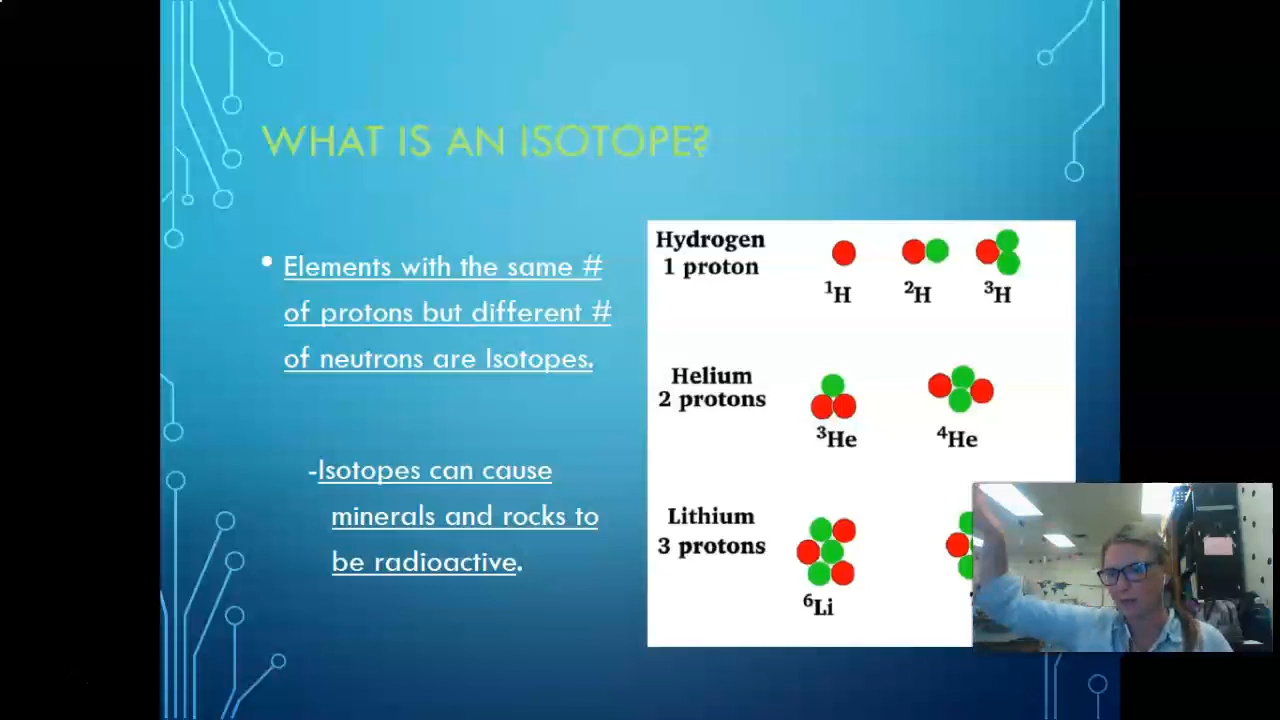 WHAT IS AN ISOTOPE?
• Elements with the same #
of protons but different #
of neutrons are Isotopes.
-Isotopes can cause
minerals and rocks to
be radioactive.
Hydrogen
1 proton
¹H ²H ³H
Helium
2 protons
³He ⁴He
Lithium
3 protons
⁶Li